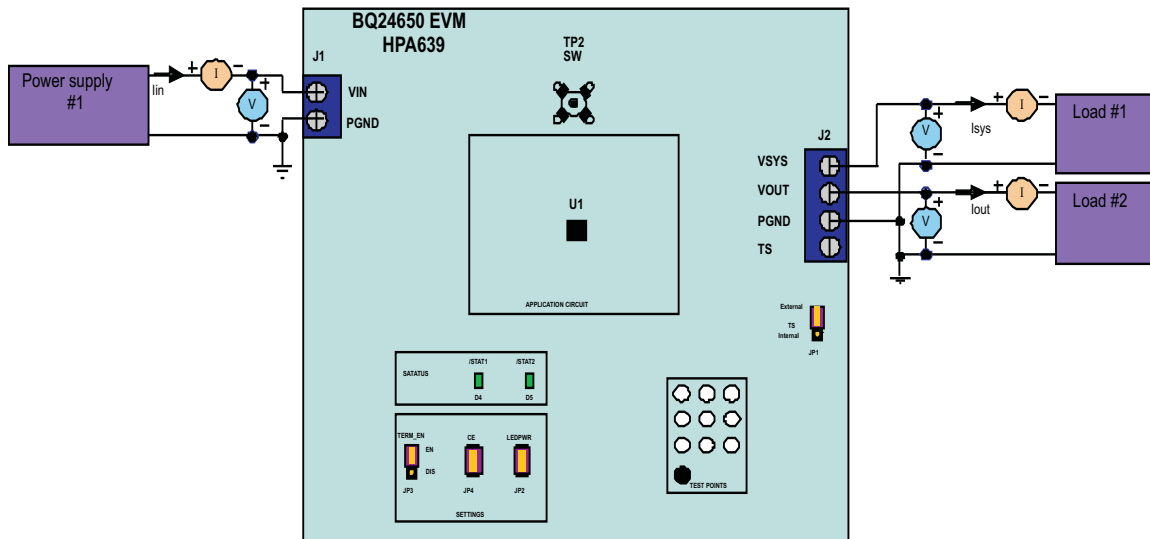 BQ24650 EVM
HPA639
TP2
SW
J1
VIN
PGND
Power supply
#1
Iin
+
I
−
+
V
−
J2
VSYS
VOUT
PGND
TS
+
V
−
Isys
+
I
−
Load #1
+
V
−
Iout
+
I
−
Load #2
U1
APPLICATION CIRCUIT
External
TS
Internal
JP1
SATATUS
/STAT1
/STAT2
D4
D5
TERM_EN
CE
LEDPWR
EN
DIS
JP3
JP4
JP2
SETTINGS
TEST POINTS